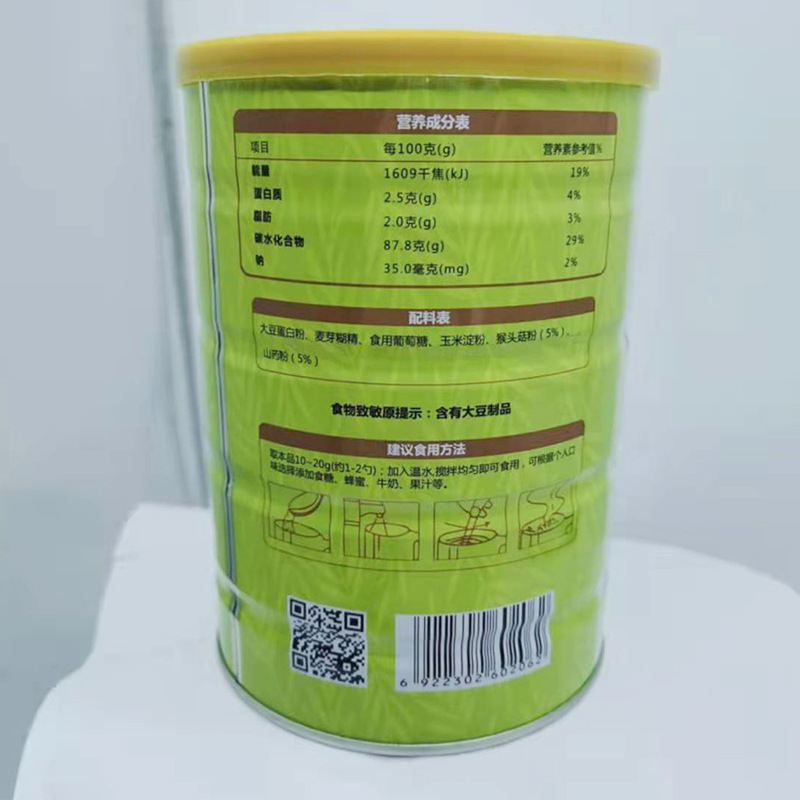 营养成分表
项目 每100克(g) 营养素参考值%
能量 1609千焦(kJ) 19%
蛋白质 2.5克(g) 4%
脂肪 2.0克(g) 3%
碳水化合物 87.8克(g) 29%
钠 35.0毫克(mg) 2%
配料表
大豆蛋白粉、麦芽糊精、食用葡萄糖、玉米淀粉、猴头菇粉(5%)、
山药粉(5%)
食物致敏原提示:含有大豆制品
建议食用方法
取本品10~20g(约1-2勺);加入温水,搅拌均匀即可食用,可根据个人口
味选择添加食糖、蜂蜜、牛奶、果汁等。
6 922302 602062